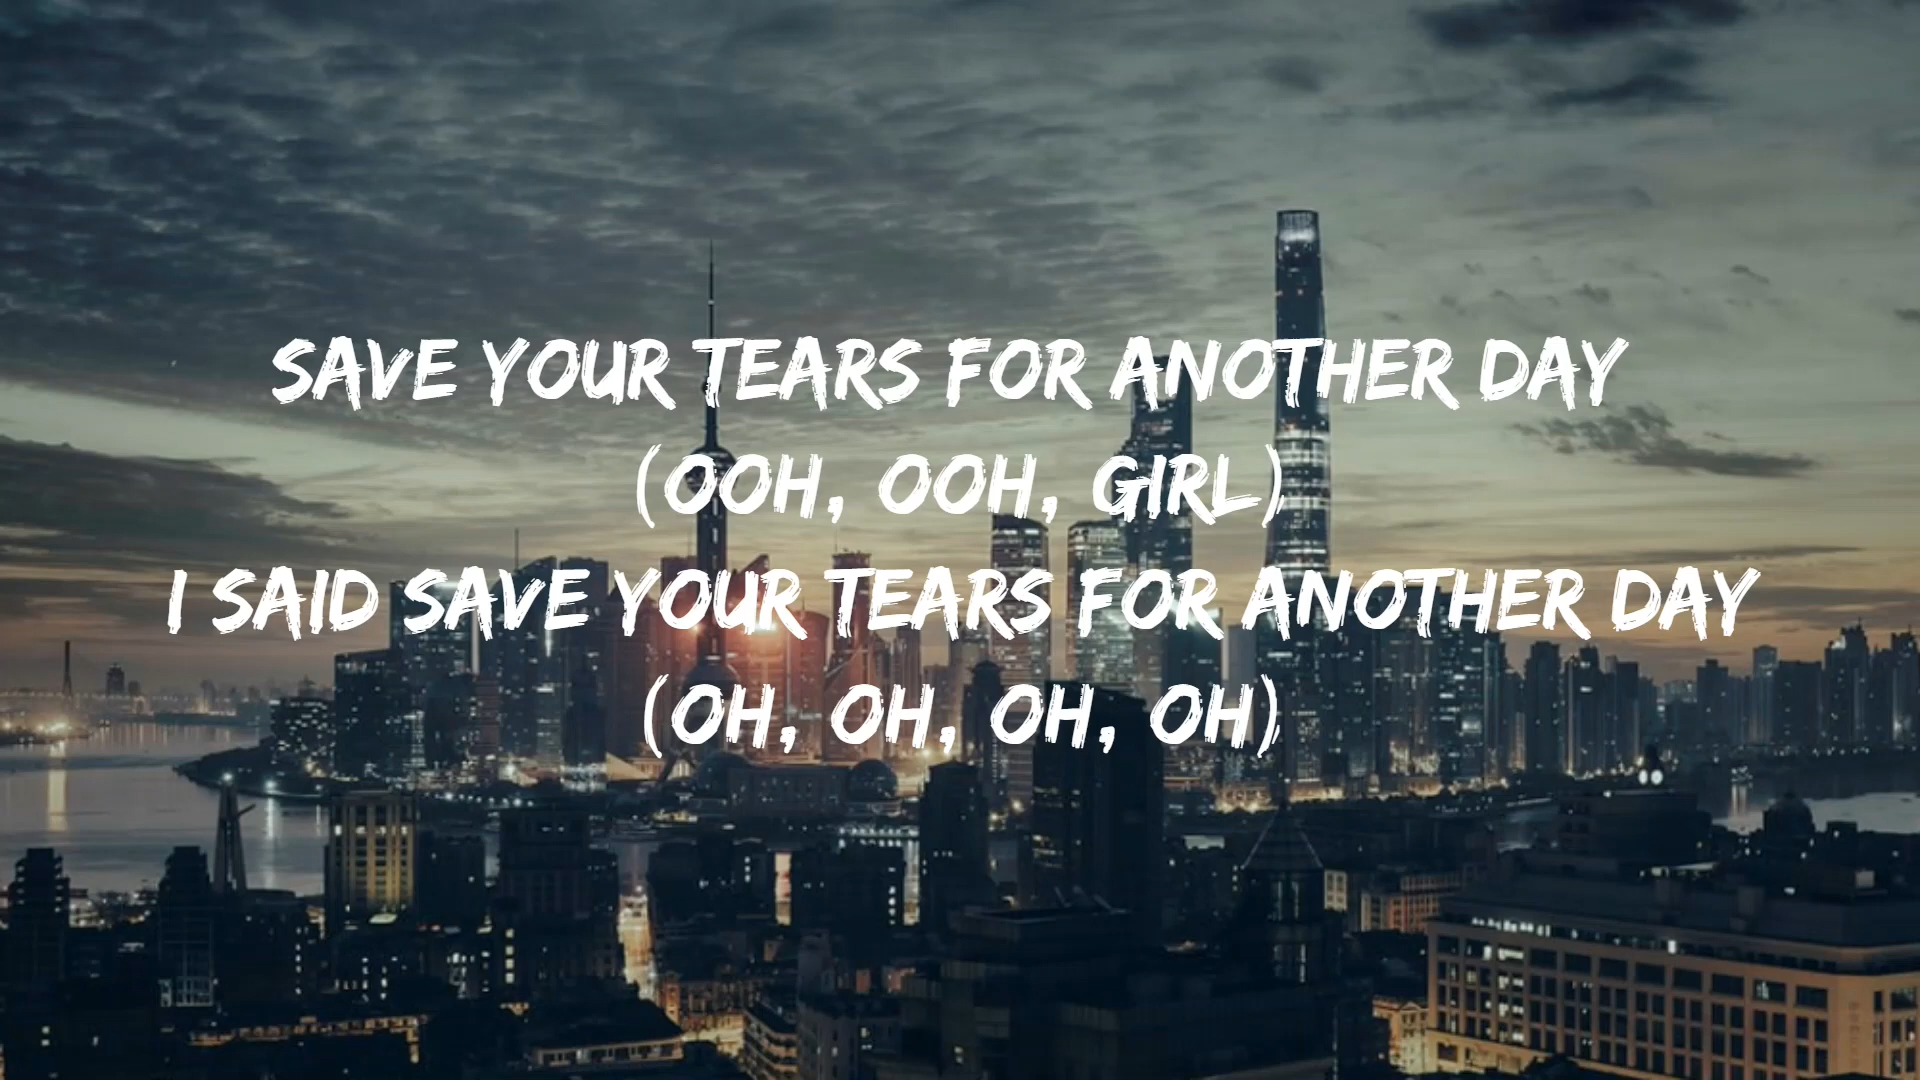 SAVE YOUR TEARS FOR ANOTHER DAY
(OOH, OOH, GIRL)
I SAID SAVE YOUR TEARS FOR ANOTHER DAY
(OH, OH, OH, OH)